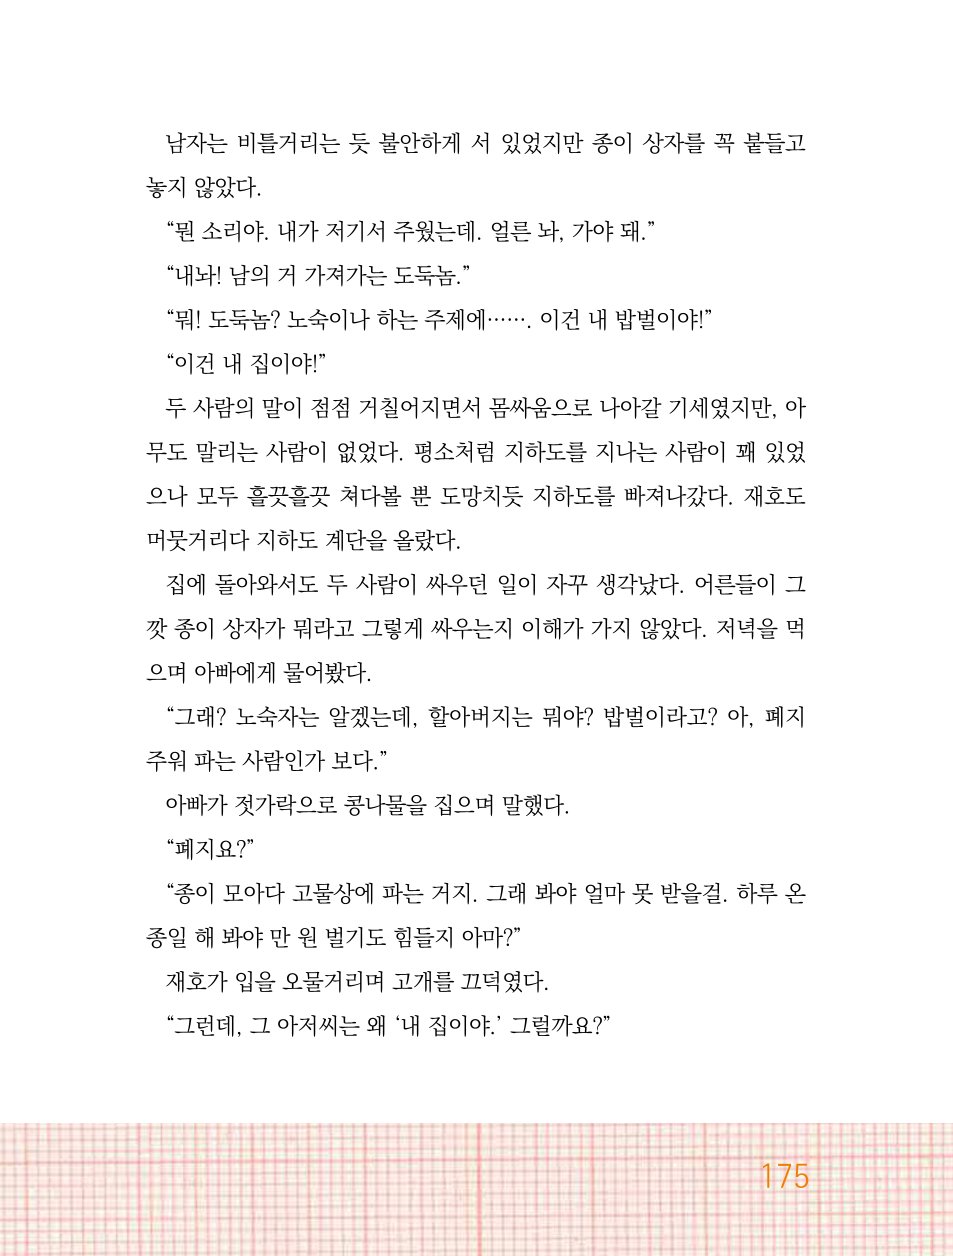 남자는 비틀거리는 듯 불안하게 서 있었지만 종이 상자를 꼭 붙들고
놓지 않았다.
“뭔 소리야. 내가 저기서 주웠는데. 얼른 놔, 가야 돼.”
“내놔! 남의 거 가져가는 도둑놈.”
“뭐! 도둑놈? 노숙이나 하는 주제에……. 이건 내 밥벌이야!”
“이건 내 집이야!”
두 사람의 말이 점점 거칠어지면서 몸싸움으로 나아갈 기세였지만, 아
무도 말리는 사람이 없었다. 평소처럼 지하도를 지나는 사람이 꽤 있었
으나 모두 흘끗흘끗 쳐다볼 뿐 도망치듯 지하도를 빠져나갔다. 재호도
머뭇거리다 지하도 계단을 올랐다.
집에 돌아와서도 두 사람이 싸우던 일이 자꾸 생각났다. 어른들이 그
깟 종이 상자가 뭐라고 그렇게 싸우는지 이해가 가지 않았다. 저녁을 먹
으며 아빠에게 물어봤다.
“그래? 노숙자는 알겠는데, 할아버지는 뭐야? 밥벌이라고? 아, 폐지
주워 파는 사람인가 보다.”
아빠가 젓가락으로 콩나물을 집으며 말했다.
“폐지요?”
“종이 모아다 고물상에 파는 거지. 그래 봐야 얼마 못 받을걸. 하루 온
종일 해 봐야 만 원 벌기도 힘들지 아마?”
재호가 입을 오물거리며 고개를 끄덕였다.
“그런데, 그 아저씨는 왜 ‘내 집이야.’ 그럴까요?”
175